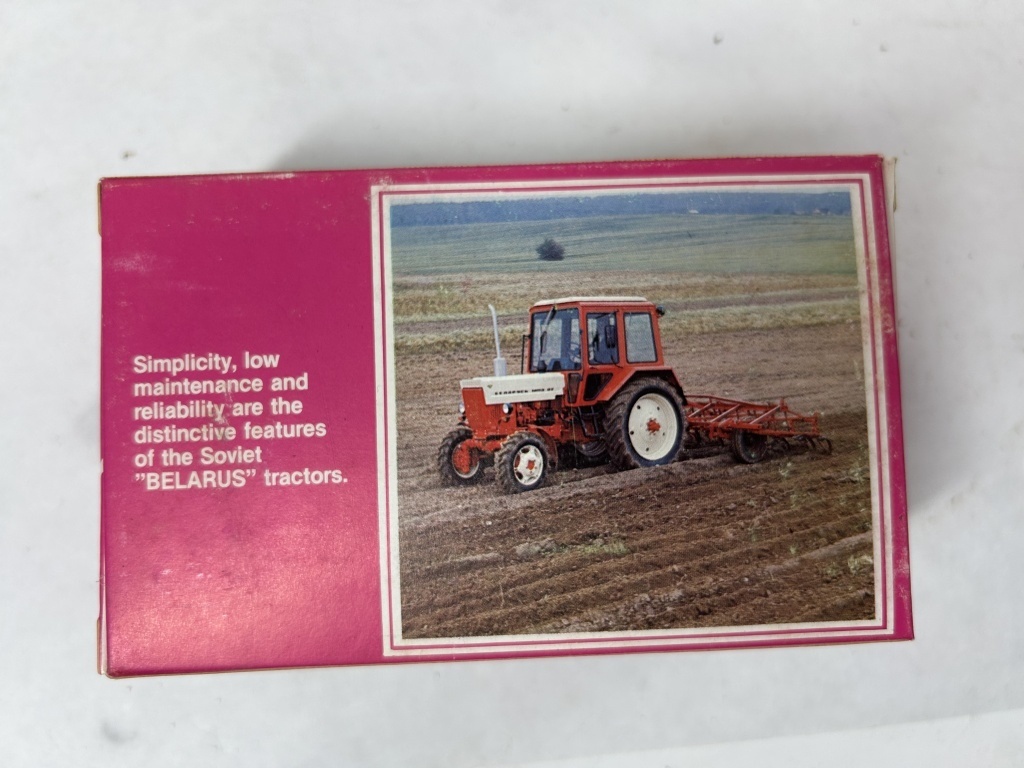 Simplicity, low
maintenance and
reliability are the
distinctive features
of the Soviet
"BELARUS" tractors.